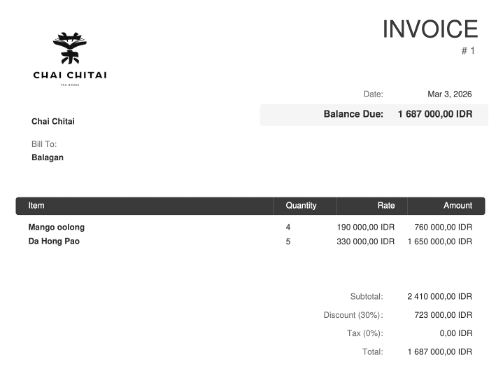 INVOICE
# 1
CHAI CHITAI
Date: Mar 3, 2026
Balance Due: 1 687 000,00 IDR
Chai Chitai
Bill To:
Balagan
Item Quantity Rate Amount
Mango oolong 4 190 000,00 IDR 760 000,00 IDR
Da Hong Pao 5 330 000,00 IDR 1 650 000,00 IDR
Subtotal: 2 410 000,00 IDR
Discount (30%): 723 000,00 IDR
Tax (0%): 0,00 IDR
Total: 1 687 000,00 IDR